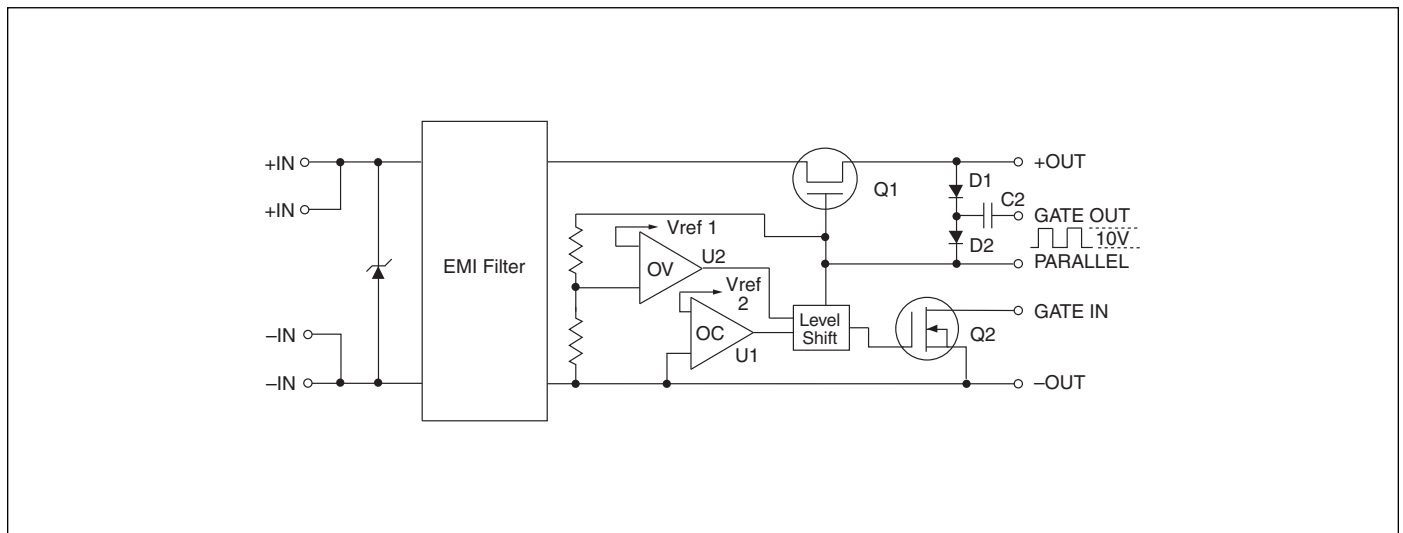 +IN
+IN
–IN
–IN
EMI Filter
Vref 1
OV
U2
Vref
2
OC
U1
Level
Shift
Q1
Q2
D1
C2
D2
+OUT
GATE OUT
10V
PARALLEL
GATE IN
–OUT